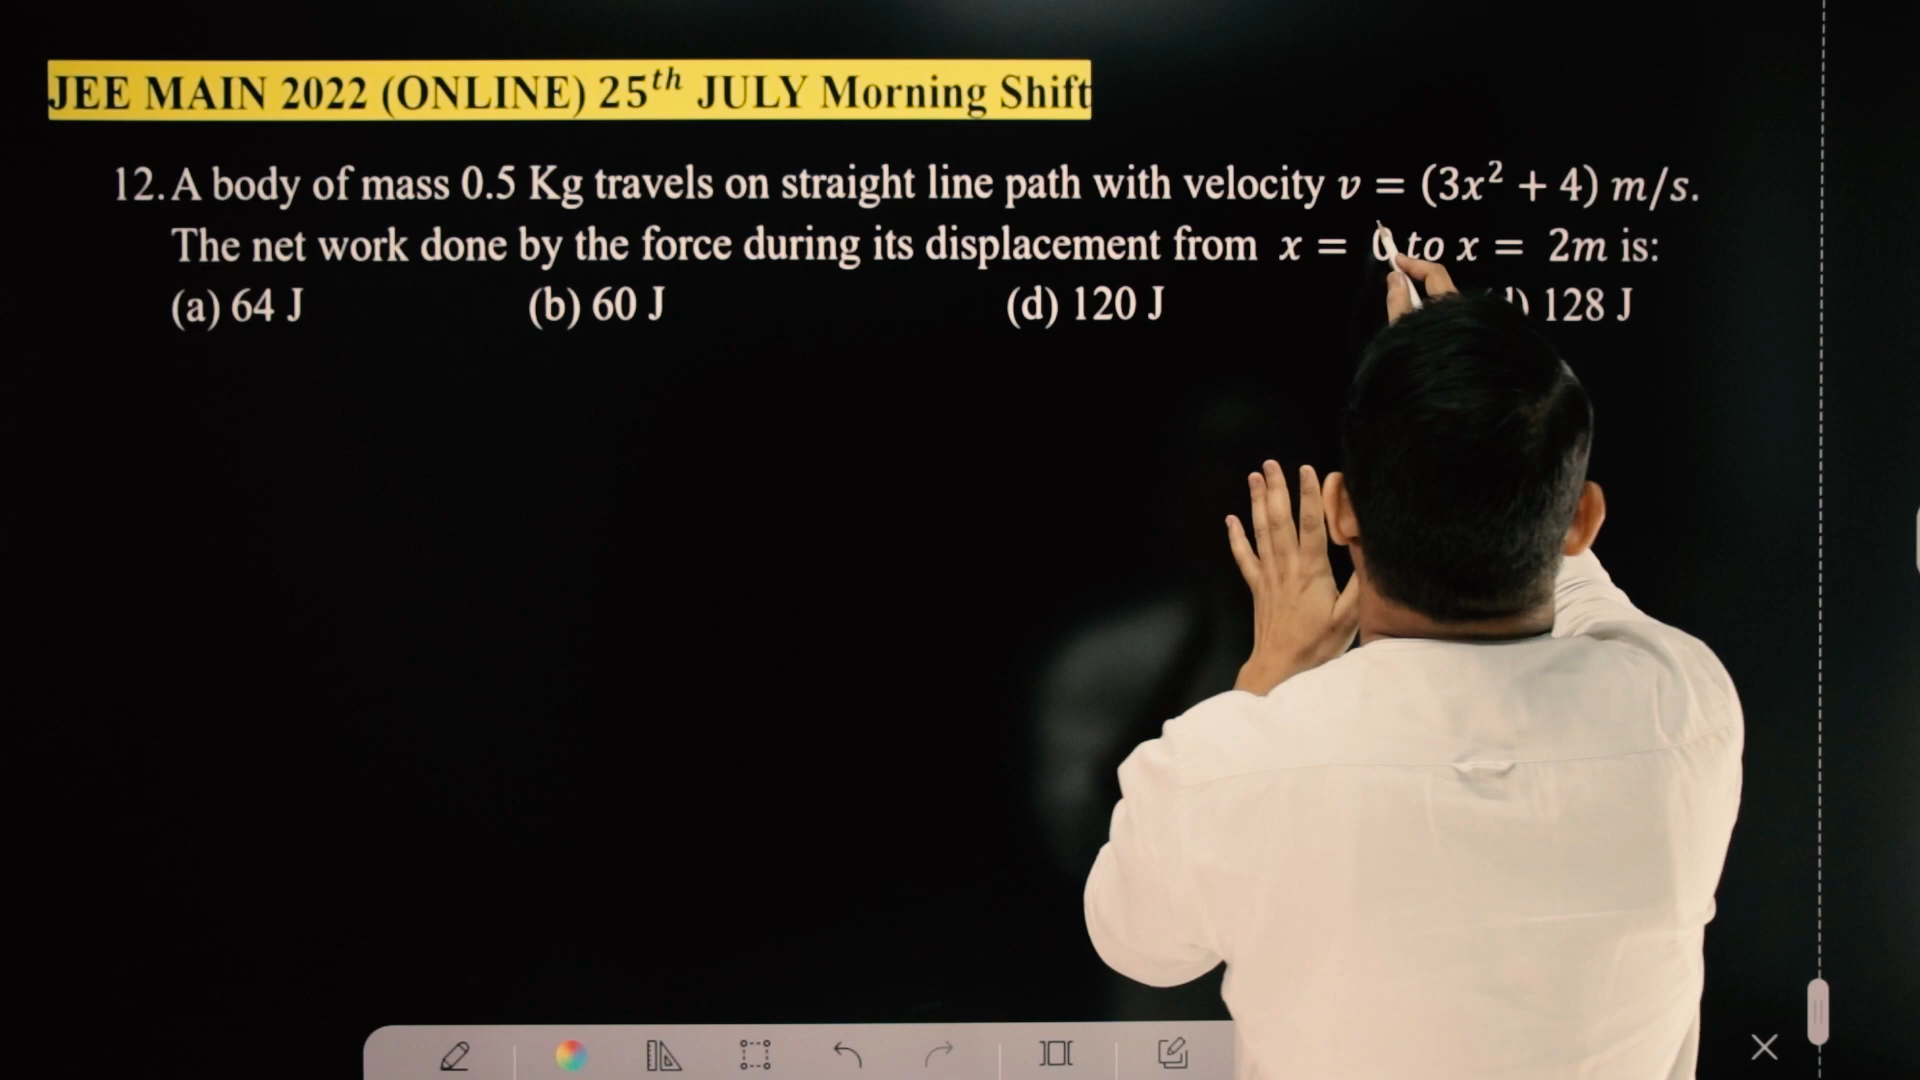 JEE MAIN 2022 (ONLINE) 25th JULY Morning Shift
12. A body of mass 0.5 Kg travels on straight line path with velocity v = (3x² + 4) m/s.
The net work done by the force during its displacement from x = 0 to x = 2m is:
(a) 64 J (b) 60 J (d) 120 J 128 J